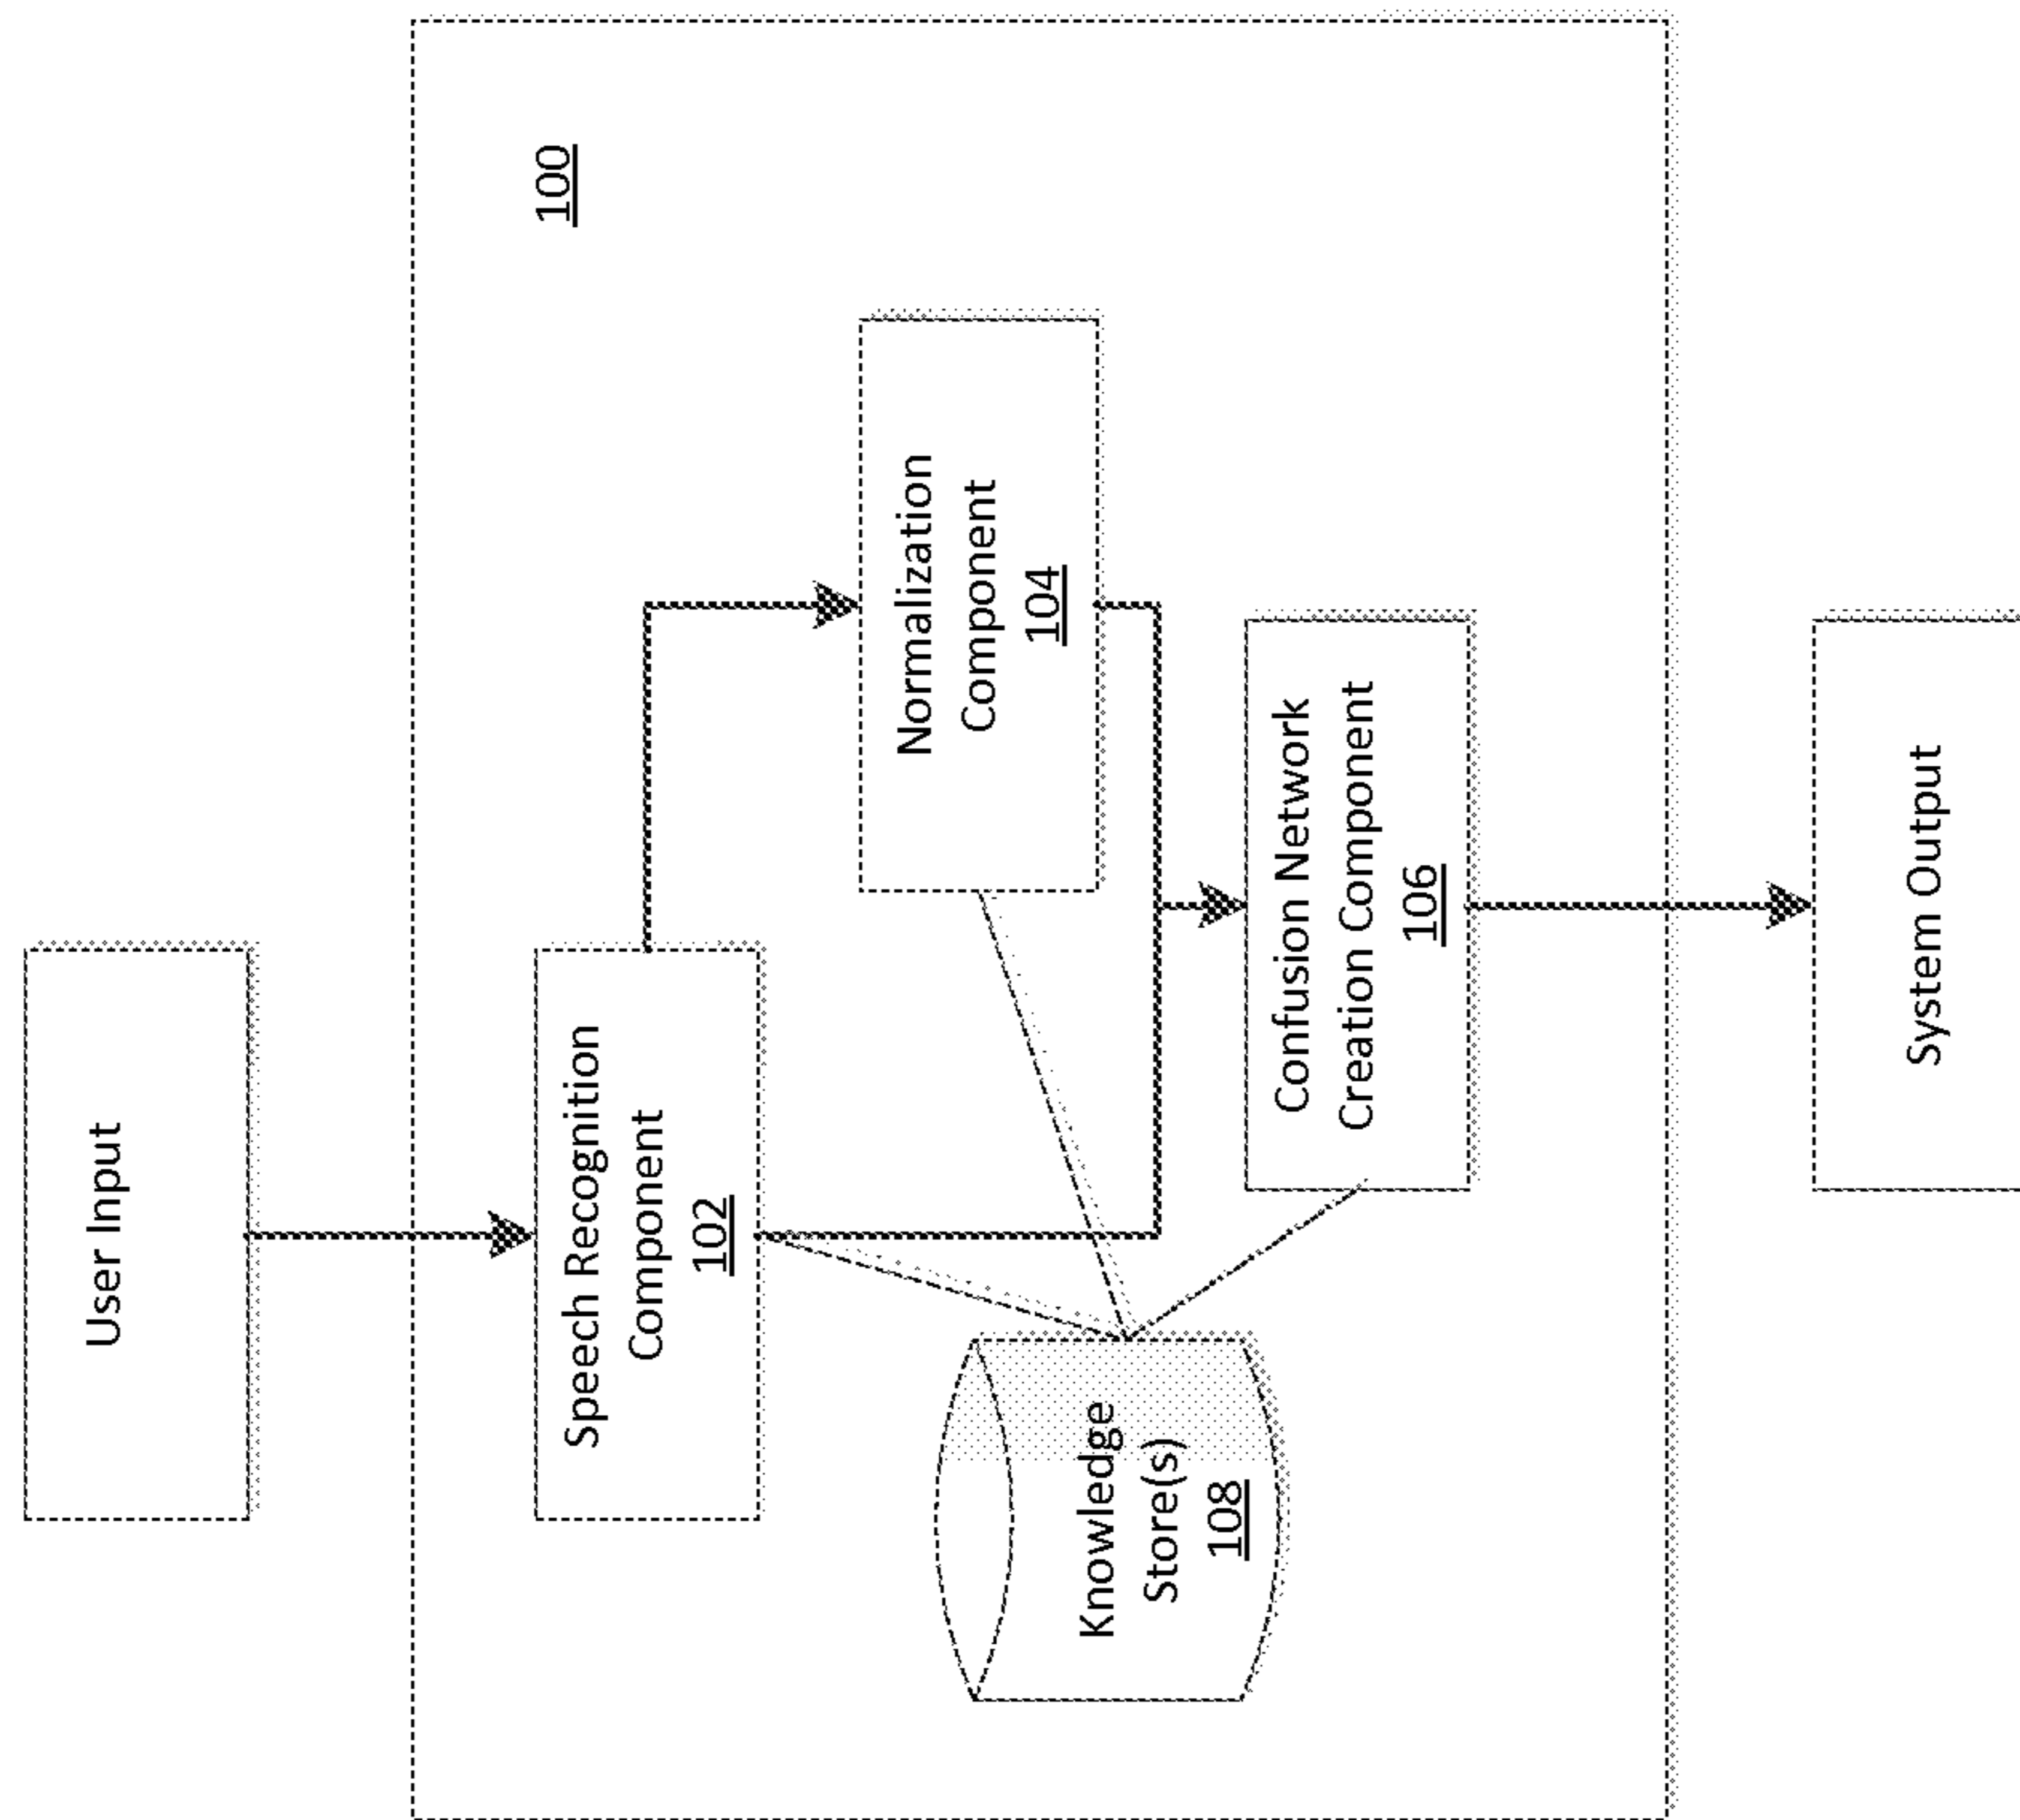 User Input
100
Speech Recognition
Component
102
Normalization
Component
104
Knowledge
Store(s)
108
Confusion Network
Creation Component
106
System Output